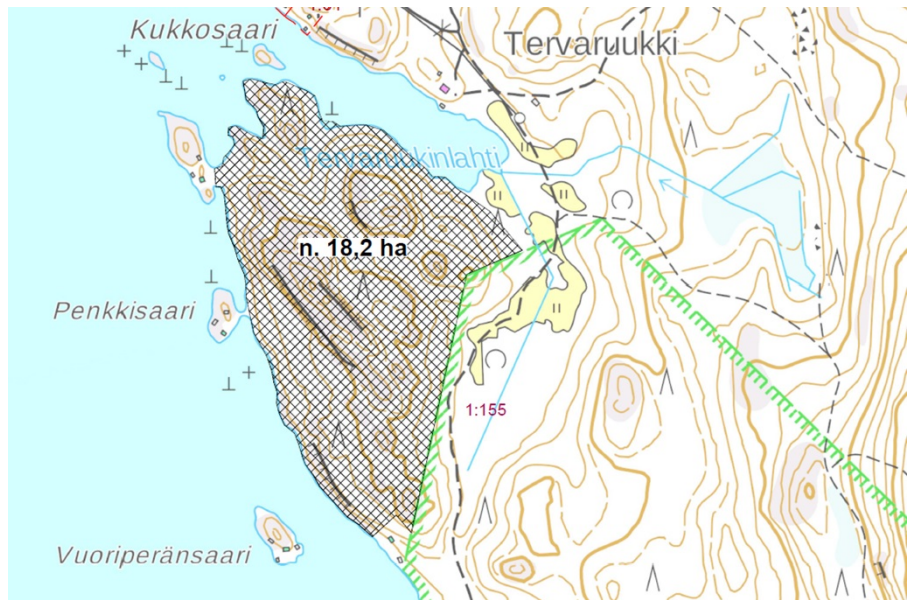 Kukkosaari
Tervaruukki
Tervaruukinlahti
n. 18,2 ha
Penkkisaari
1:155
Vuoriperänsaari